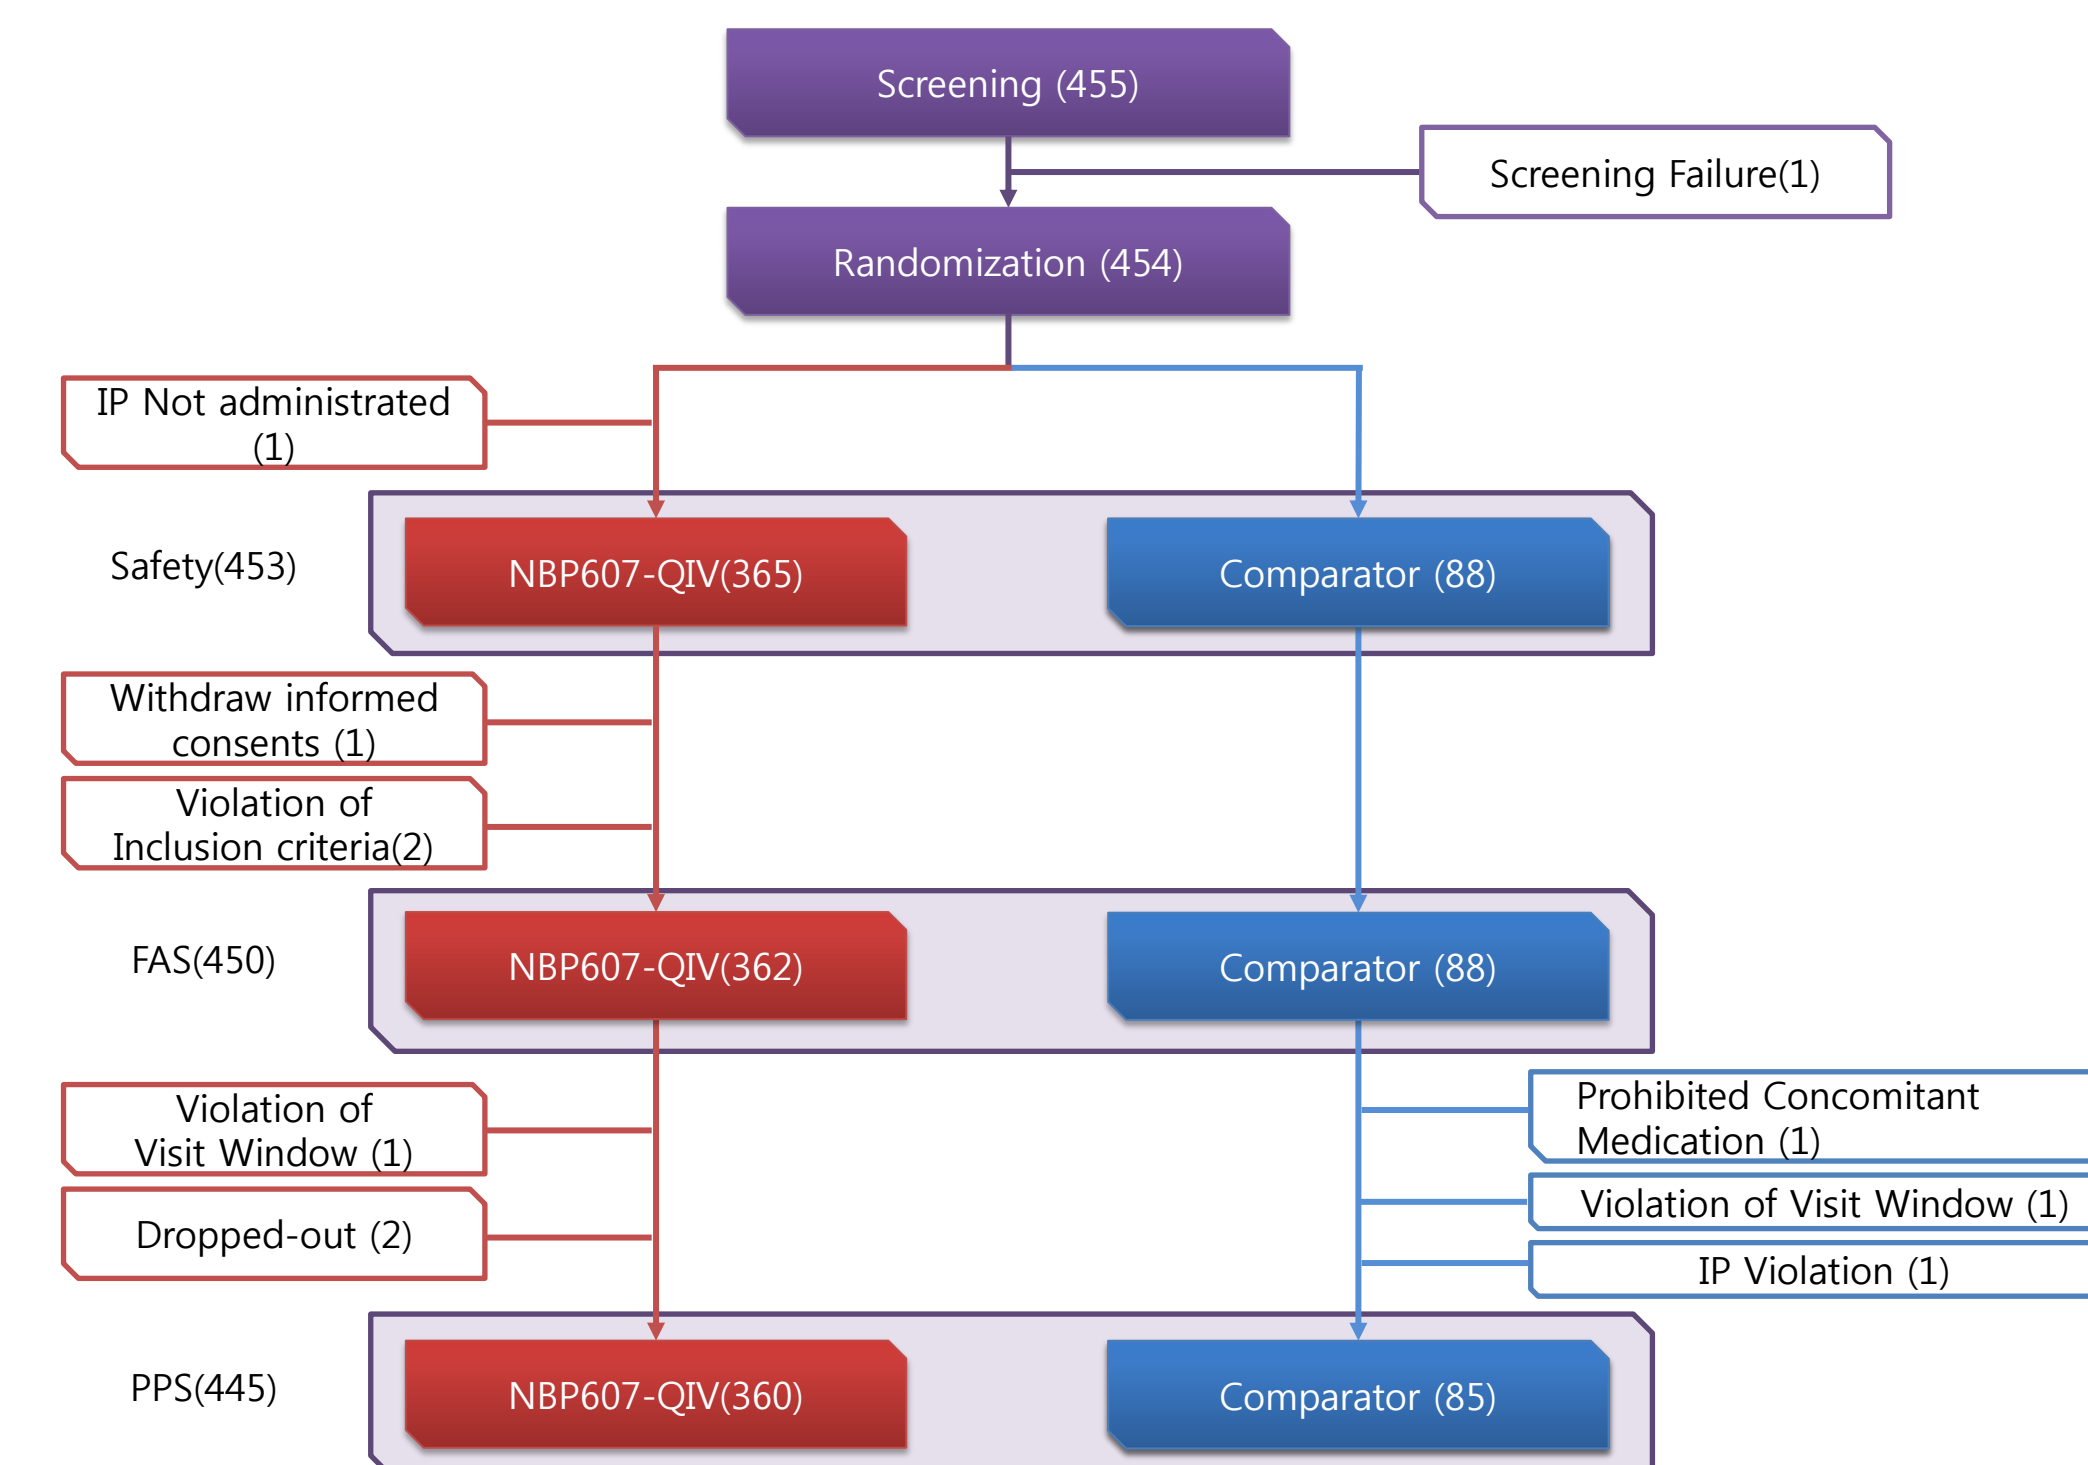 Screening (455)
Screening Failure(1)
Randomization (454)
IP Not administrated
(1)
Safety(453)
NBP607-QIV(365)
Comparator (88)
Withdraw informed
consents (1)
Violation of
Inclusion criteria(2)
FAS(450)
NBP607-QIV(362)
Comparator (88)
Violation of
Visit Window (1)
Dropped-out (2)
Prohibited Concomitant
Medication (1)
Violation of Visit Window (1)
IP Violation (1)
PPS(445)
NBP607-QIV(360)
Comparator (85)